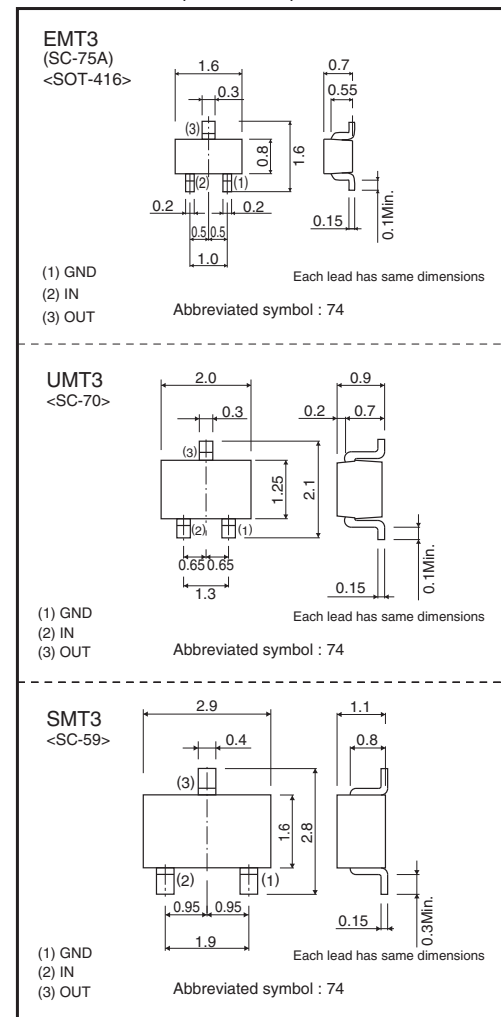 EMT3
(SC-75A)
<SOT-416>
1.6
0.3
(3)
0.8
1.6
(2) (1)
0.2 0.2
0.5 0.5
1.0
0.7
0.55
0.15
0.1Min.
Each lead has same dimensions
(1) GND
(2) IN
(3) OUT
Abbreviated symbol : 74
UMT3
<SC-70>
2.0
0.3
(3)
1.25
2.1
(2) (1)
0.65 0.65
1.3
0.9
0.2 0.7
0.15
0.1Min.
Each lead has same dimensions
(1) GND
(2) IN
(3) OUT
Abbreviated symbol : 74
SMT3
<SC-59>
2.9
0.4
(3)
1.6
2.8
(2) (1)
0.95 0.95
1.9
1.1
0.8
0.15
0.3Min.
Each lead has same dimensions
(1) GND
(2) IN
(3) OUT
Abbreviated symbol : 74